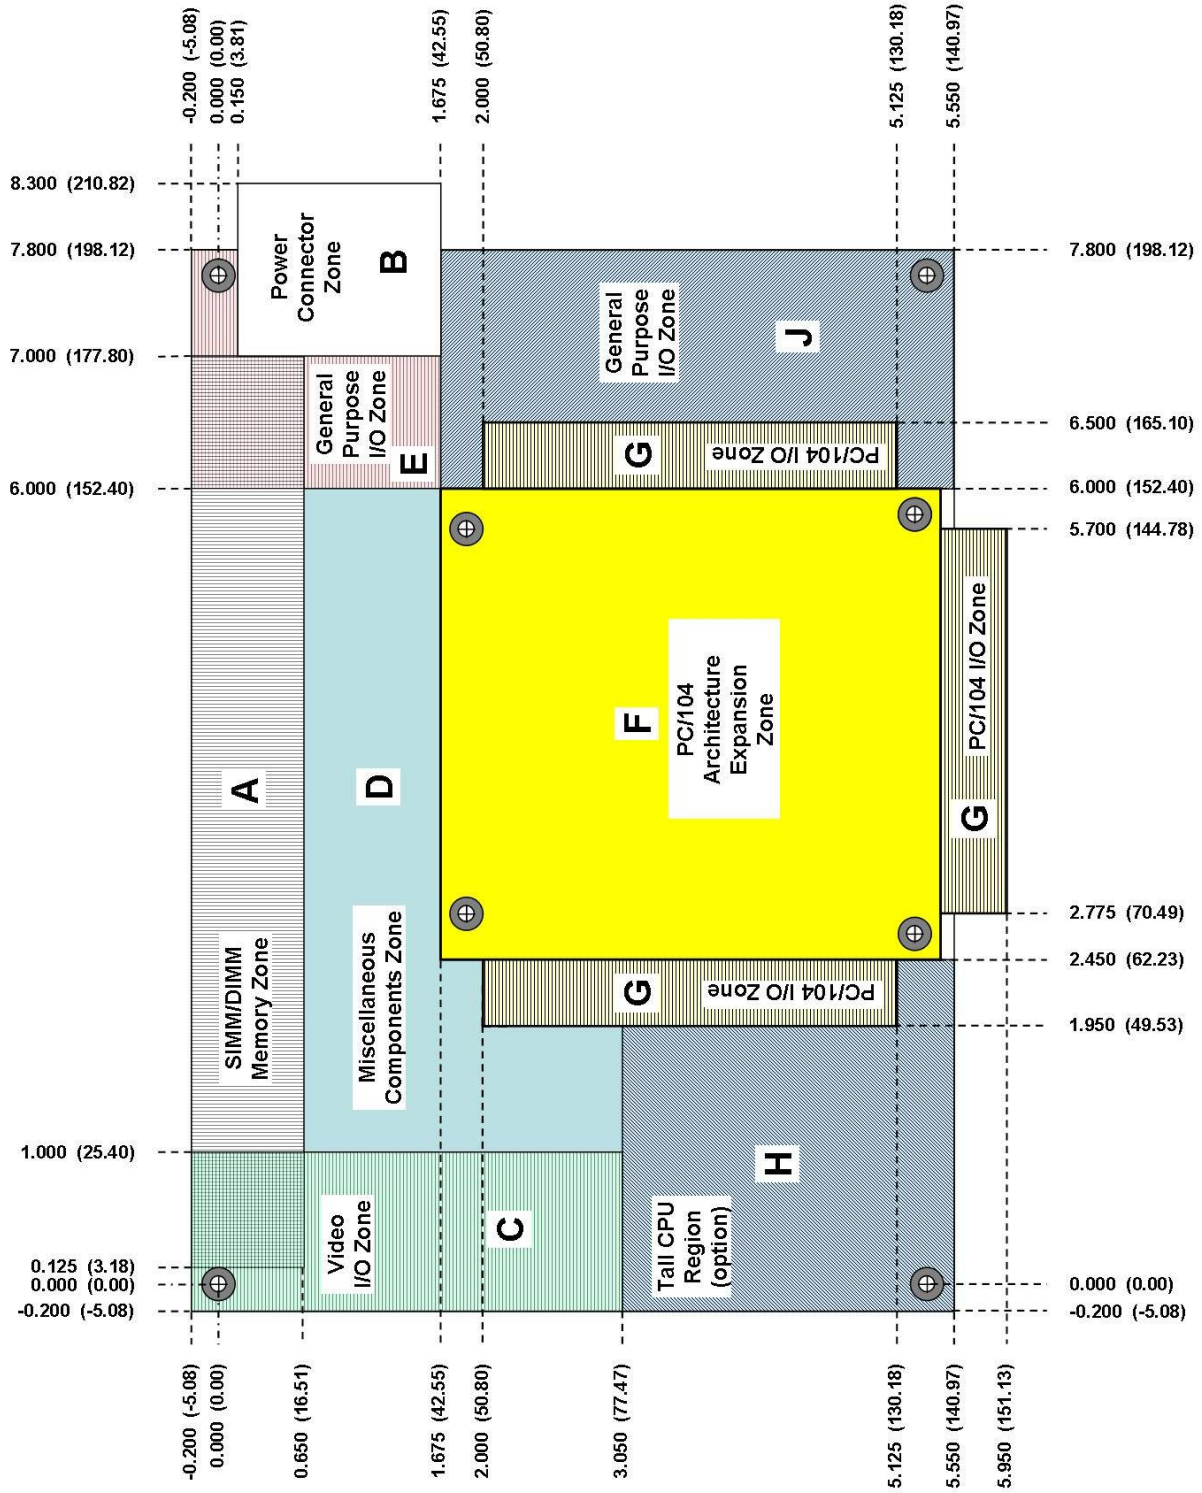 -0.200 (-5.08)
0.000 (0.00)
0.150 (3.81)
1.675 (42.55)
2.000 (50.80)
5.125 (130.18)
5.550 (140.97)
8.300 (210.82)
7.800 (198.12)
7.000 (177.80)
6.000 (152.40)
1.000 (25.40)
0.125 (3.18)
0.000 (0.00)
-0.200 (-5.08)
Power
Connector
Zone
B
General
Purpose
I/O Zone
E
General
Purpose
I/O Zone
J
G
PC/104 I/O Zone
A
SIMM/DIMM
Memory Zone
D
Miscellaneous
Components Zone
F
PC/104
Architecture
Expansion
Zone
PC/104 I/O Zone
G
G
PC/104 I/O Zone
Video
I/O Zone
C
H
Tall CPU
Region
(option)
7.800 (198.12)
6.500 (165.10)
6.000 (152.40)
5.700 (144.78)
2.775 (70.49)
2.450 (62.23)
1.950 (49.53)
0.000 (0.00)
-0.200 (-5.08)
-0.200 (-5.08)
0.000 (0.00)
0.650 (16.51)
1.675 (42.55)
2.000 (50.80)
3.050 (77.47)
5.125 (130.18)
5.550 (140.97)
5.950 (151.13)